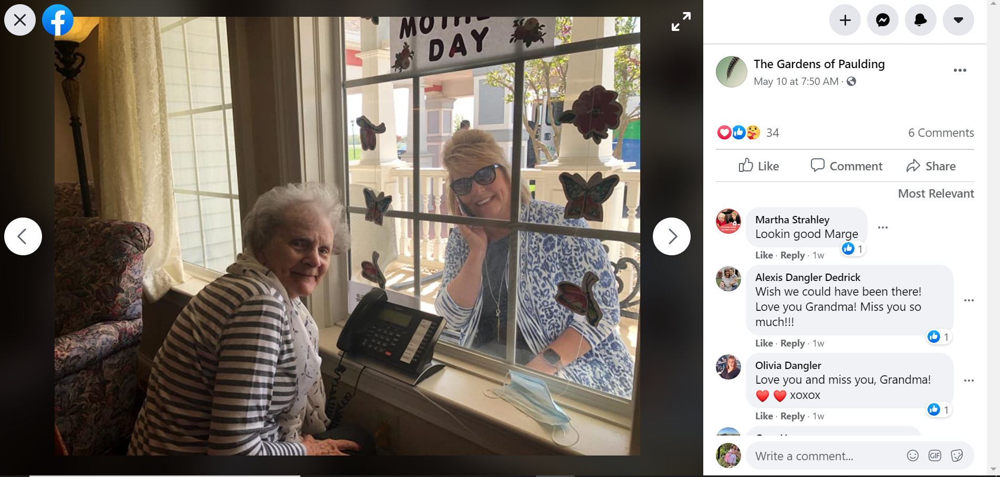 MOTHE
DAY
The Gardens of Paulding
May 10 at 7:50 AM ·
34
6 Comments
Like
Comment
Share
Most Relevant
Martha Strahley
Lookin good Marge
1
Like · Reply · 1w
Alexis Dangler Dedrick
Wish we could have been there!
Love you Grandma! Miss you so
much!!!
1
Like · Reply · 1w
Olivia Dangler
Love you and miss you, Grandma!
❤️ ❤️ xoxox
1
Like · Reply · 1w
Write a comment...
GIF